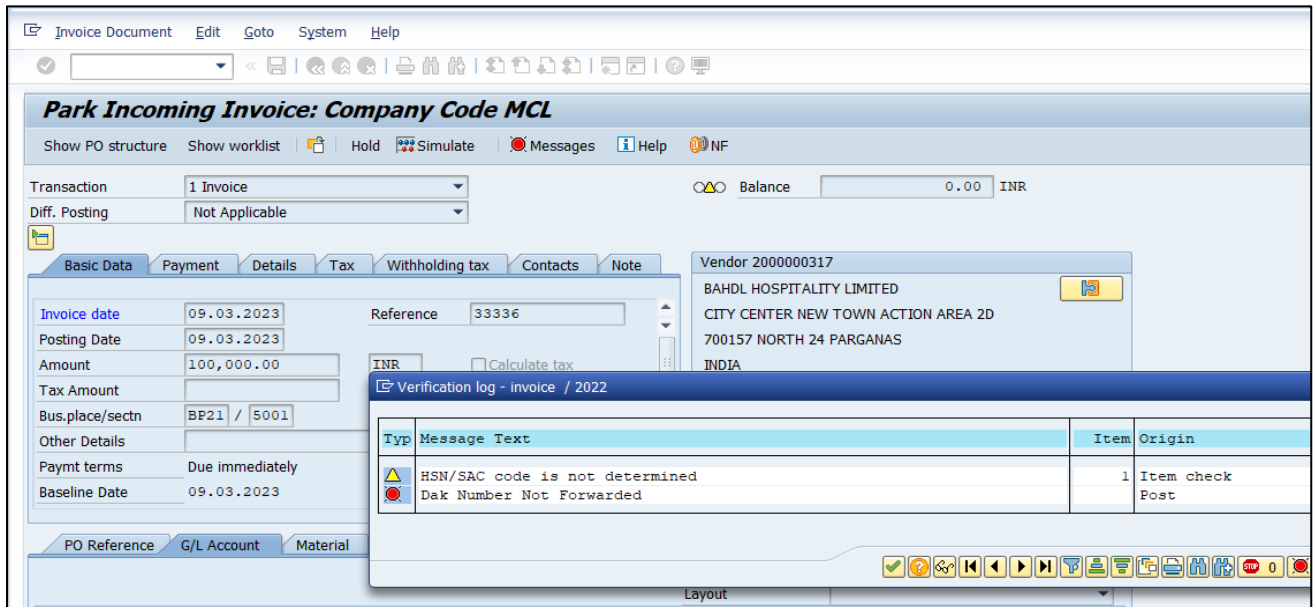 Invoice Document Edit Goto System Help
Park Incoming Invoice: Company Code MCL
Show PO structure Show worklist Hold Simulate Messages Help NF
Transaction 1 Invoice Balance 0.00 INR
Diff. Posting Not Applicable
Basic Data Payment Details Tax Withholding tax Contacts Note Vendor 2000000317
BAHDL HOSPITALITY LIMITED
Invoice date 09.03.2023 Reference 33336 CITY CENTER NEW TOWN ACTION AREA 2D
Posting Date 09.03.2023 700157 NORTH 24 PARGANAS
Amount 100,000.00 INR Calculate tax INDIA
Tax Amount Verification log - invoice / 2022
Bus.place/sectn BP21 / 5001
Other Details Typ Message Text Item Origin
Paymt terms Due immediately HSN/SAC code is not determined 1 Item check
Baseline Date 09.03.2023 Dak Number Not Forwarded Post
PO Reference G/L Account Material
STOP 0
Layout